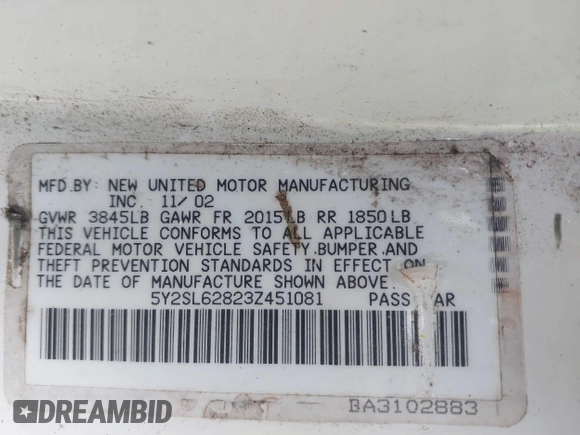 MFD.BY: NEW UNITED MOTOR MANUFACTURING
INC. 11/02
GVWR 3845LB GAWR FR 2015LB RR 1850LB
THIS VEHICLE CONFORMS TO ALL APPLICABLE
FEDERAL MOTOR VEHICLE SAFETY, BUMPER, AND
THEFT PREVENTION STANDARDS IN EFFECT ON
THE DATE OF MANUFACTURE SHOWN ABOVE.
5Y2SL62823Z451081 PASS
BA3102883
DREAMBID